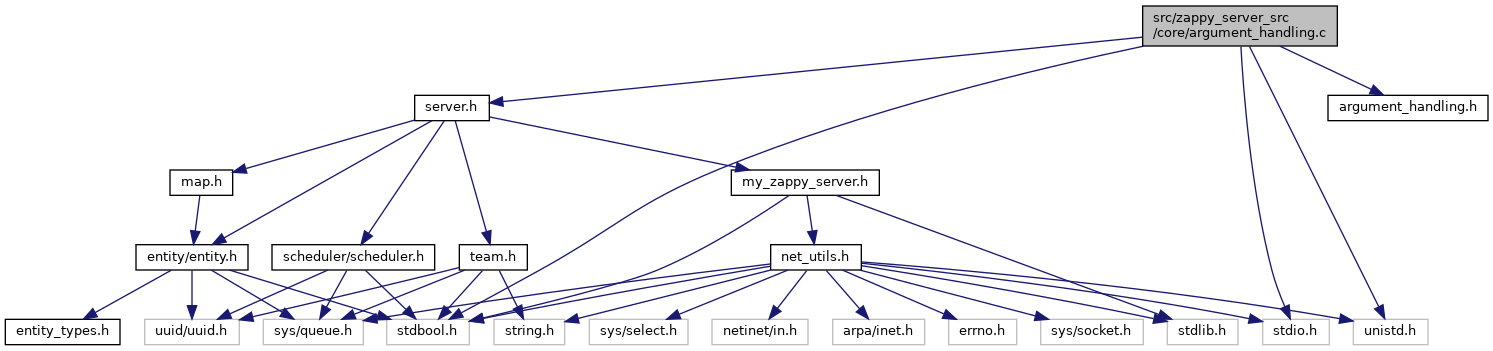 src/zappy_server_src
/core/argument_handling.c
server.h
argument_handling.h
map.h
my_zappy_server.h
entity/entity.h
scheduler/scheduler.h
team.h
net_utils.h
entity_types.h
uuid/uuid.h
sys/queue.h
stdbool.h
string.h
sys/select.h
netinet/in.h
arpa/inet.h
errno.h
sys/socket.h
stdlib.h
stdio.h
unistd.h